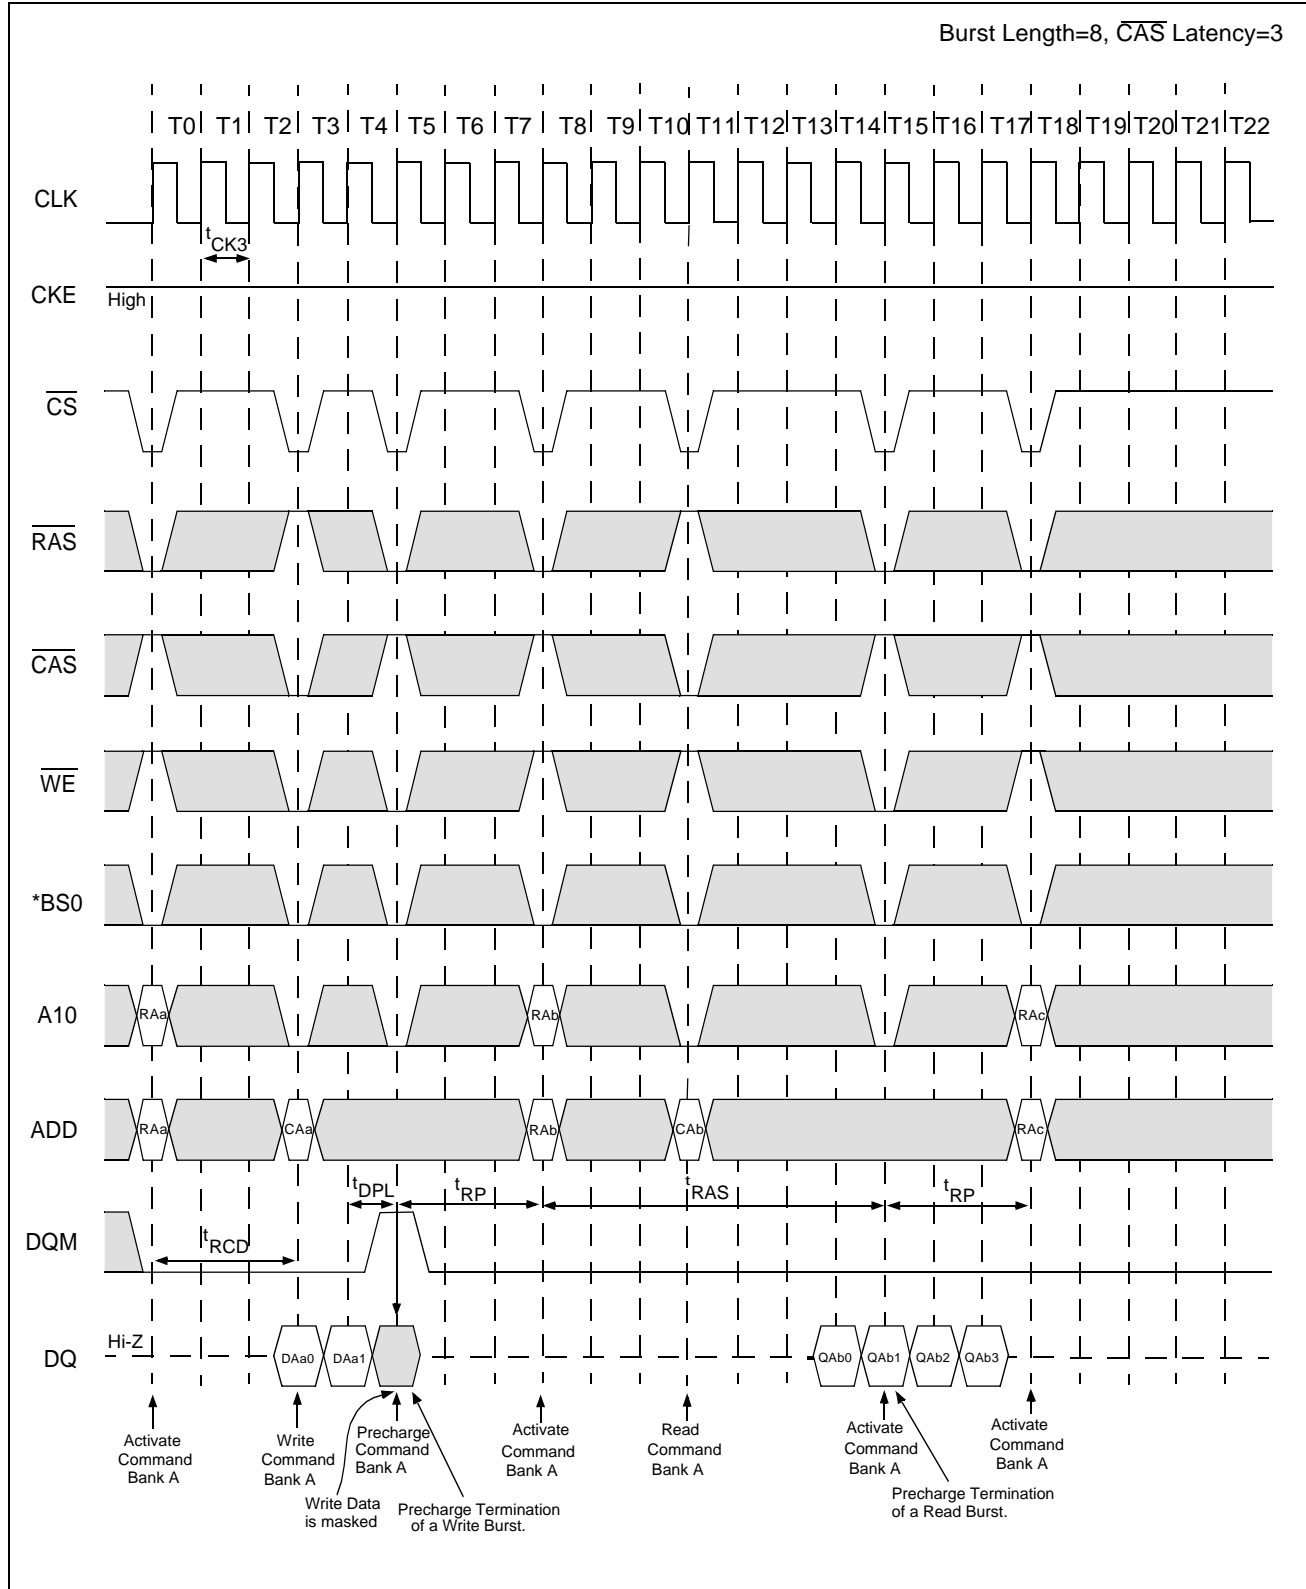 Burst Length=8, CAS Latency=3
T0 T1 T2 T3 T4 T5 T6 T7 T8 T9 T10 T11 T12 T13 T14 T15 T16 T17 T18 T19 T20 T21 T22
CLK
tCK3
CKE
High
CS
RAS
CAS
WE
*BS0
A10
RAa RAb RAc
ADD
RAa CAa RAb CAb RAc
tDPL tRP tRAS tRP
DQM
tRCD
DQ
Hi-Z
DAa0 DAa1 QAb0 QAb1 QAb2 QAb3
Activate
Command
Bank A
Write
Command
Bank A
Precharge
Command
Bank A
Activate
Command
Bank A
Read
Command
Bank A
Activate
Command
Bank A
Activate
Command
Bank A
Write Data
is masked
Precharge Termination
of a Write Burst.
Precharge Termination
of a Read Burst.